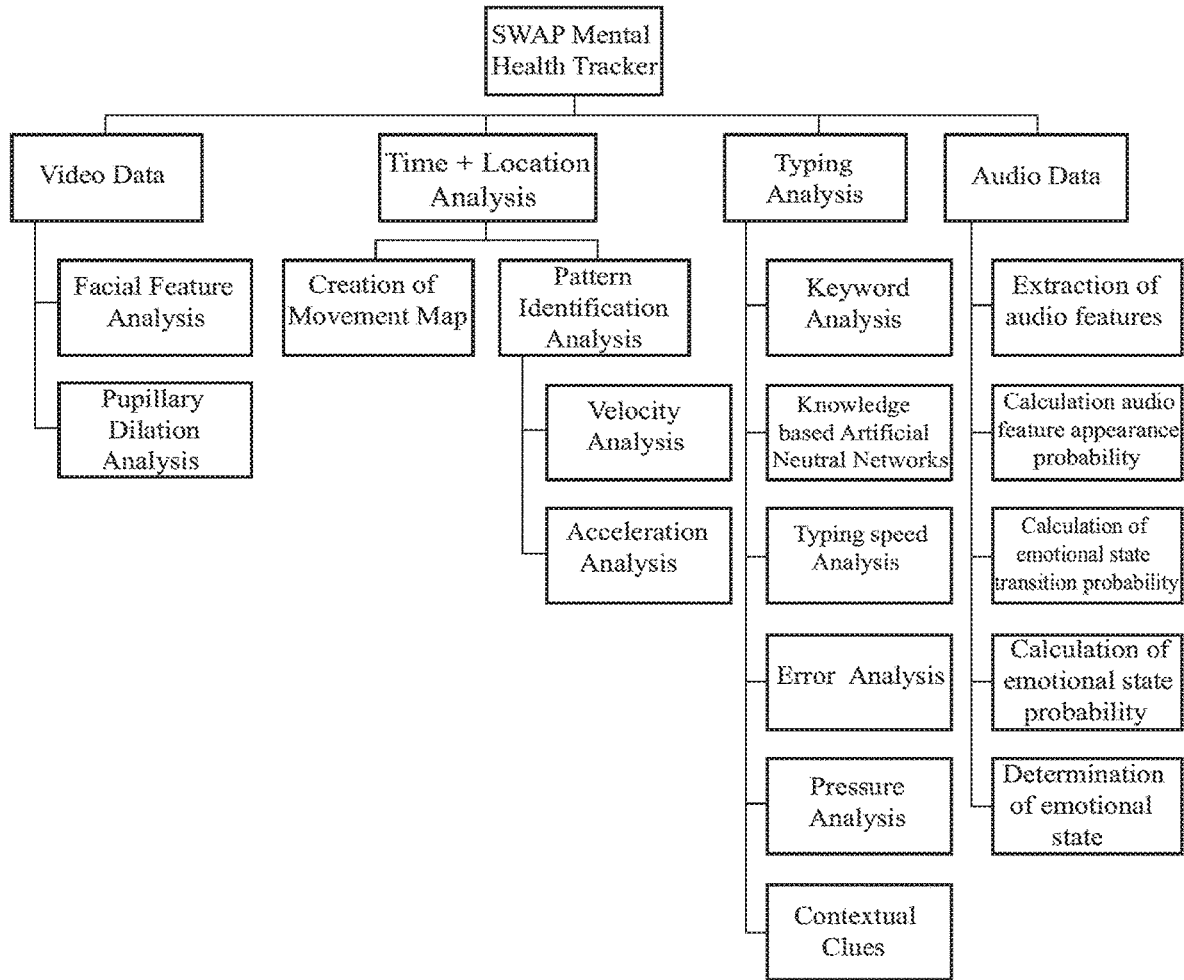 SWAP Mental
Health Tracker
Video Data
Time + Location
Analysis
Typing
Analysis
Audio Data
Facial Feature
Analysis
Pupillary
Dilation
Analysis
Creation of
Movement Map
Pattern
Identification
Analysis
Velocity
Analysis
Acceleration
Analysis
Keyword
Analysis
Knowledge
based Artificial
Neutral Networks
Typing speed
Analysis
Error Analysis
Pressure
Analysis
Contextual
Clues
Extraction of
audio features
Calculation audio
feature appearance
probability
Calculation of
emotional state
transition probability
Calculation of
emotional state
probability
Determination
of emotional
state